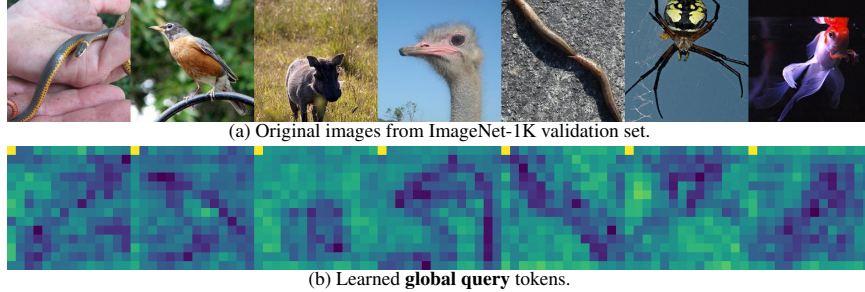 (a) Original images from ImageNet-1K validation set.
(b) Learned global query tokens.